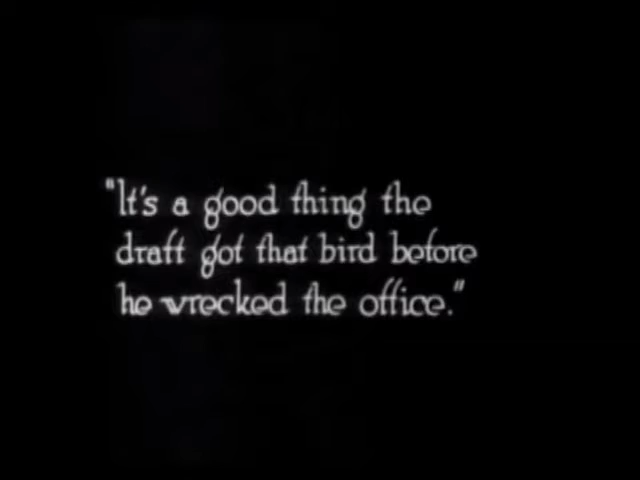 "It's a good thing the
draft got that bird before
he wrecked the office."